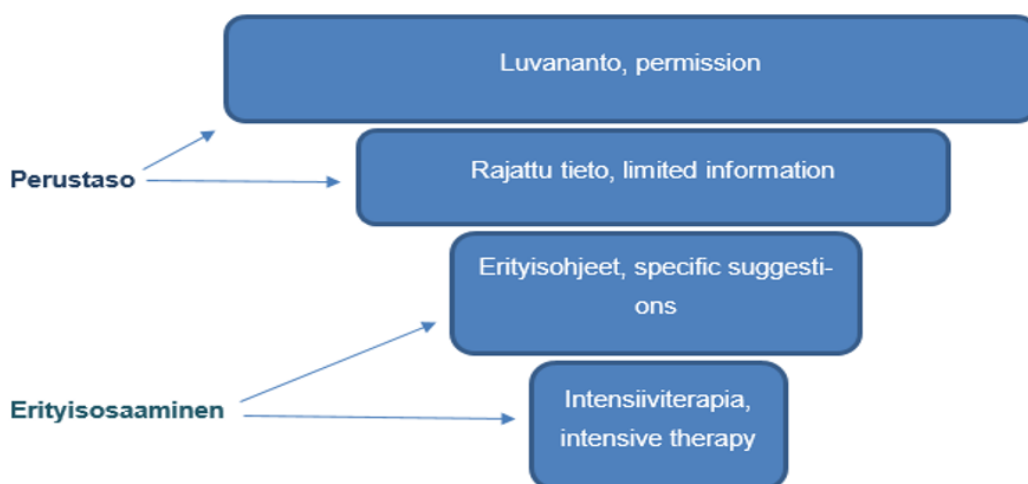 Luvananto, permission
Perustaso
Rajattu tieto, limited information
Erityisohjeet, specific suggesti-
ons
Erityisosaaminen
Intensiiviterapia,
intensive therapy